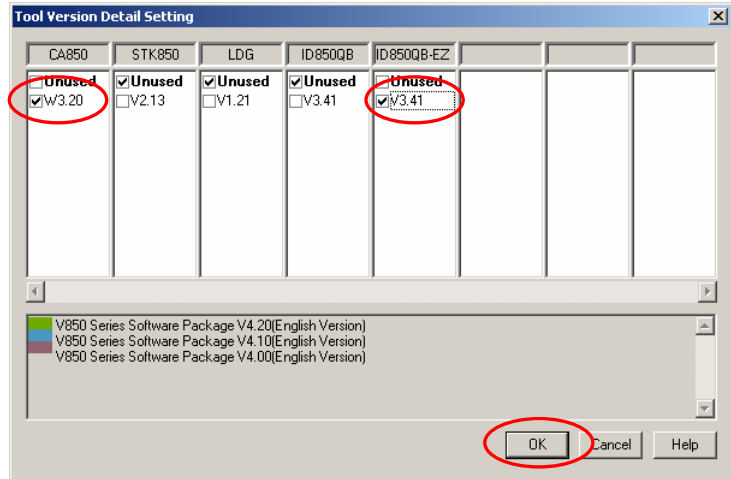 Tool Version Detail Setting
CA850 STK850 LDG ID850QB ID850QB-EZ
Unused Unused Unused Unused Unused
W3.20 V2.13 V1.21 V3.41 V3.41
V850 Series Software Package V4.20(English Version)
V850 Series Software Package V4.10(English Version)
V850 Series Software Package V4.00(English Version)
OK Cancel Help